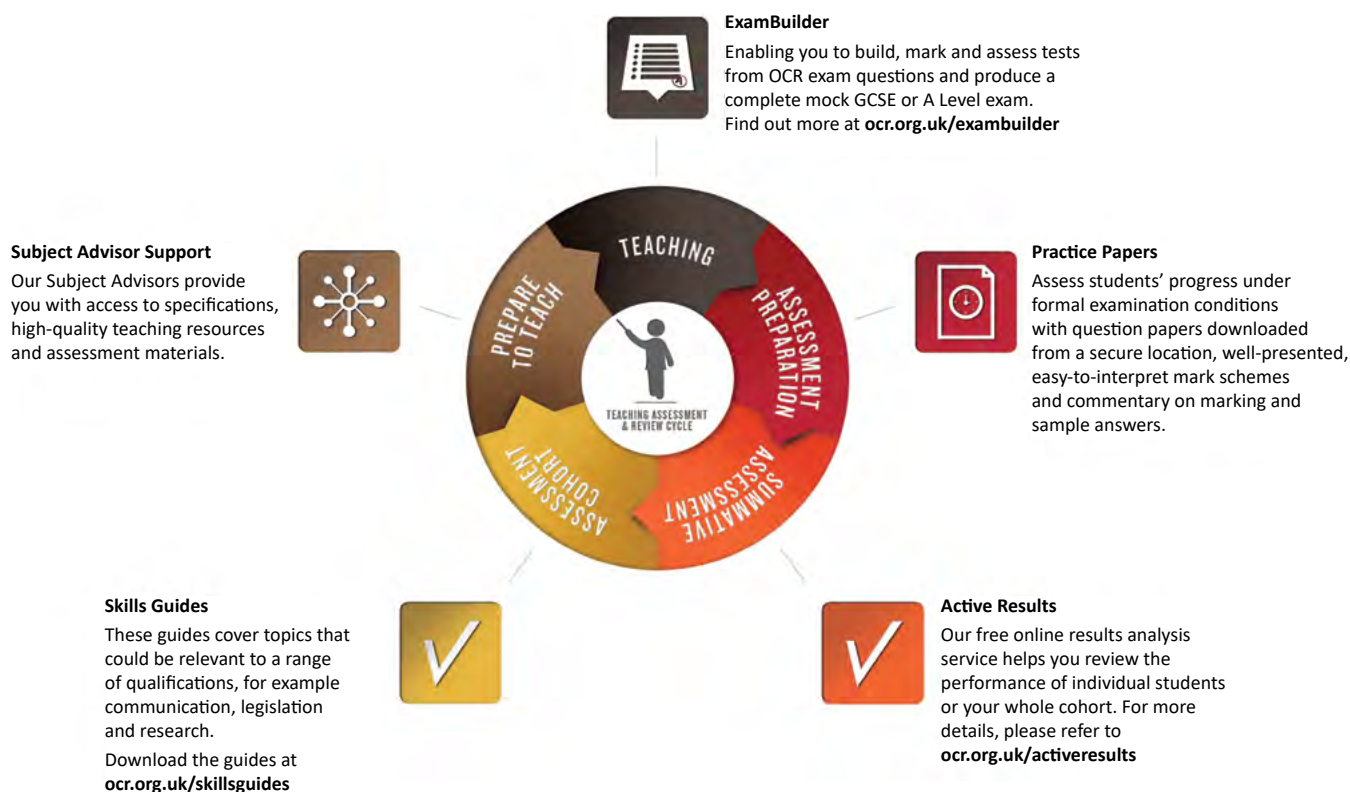 ExamBuilder
Enabling you to build, mark and assess tests
from OCR exam questions and produce a
complete mock GCSE or A Level exam.
Find out more at ocr.org.uk/exambuilder
Subject Advisor Support
Our Subject Advisors provide
you with access to specifications,
high-quality teaching resources
and assessment materials.
TEACHING
PREPARE
TO TEACH
ASSESSMENT
PREPARATION
TEACHING ASSESSMENT
& REVIEW CYCLE
ASSESSMENT
COHORT
SUMMATIVE
ASSESSMENT
Practice Papers
Assess students’ progress under
formal examination conditions
with question papers downloaded
from a secure location, well-presented,
easy-to-interpret mark schemes
and commentary on marking and
sample answers.
Skills Guides
These guides cover topics that
could be relevant to a range
of qualifications, for example
communication, legislation
and research.
Download the guides at
ocr.org.uk/skillsguides
Active Results
Our free online results analysis
service helps you review the
performance of individual students
or your whole cohort. For more
details, please refer to
ocr.org.uk/activeresults